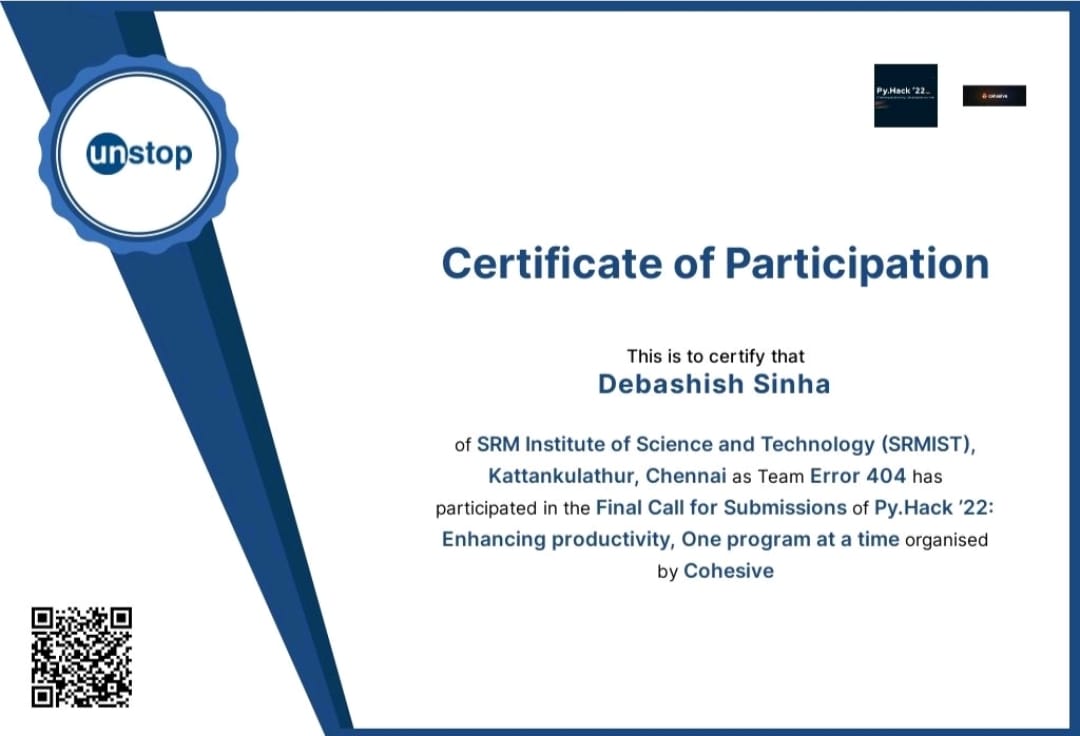 unstop
Py.Hack '22
cohesive
Certificate of Participation
This is to certify that
Debashish Sinha
of SRM Institute of Science and Technology (SRMIST),
Kattankulathur, Chennai as Team Error 404 has
participated in the Final Call for Submissions of Py.Hack ’22:
Enhancing productivity, One program at a time organised
by Cohesive